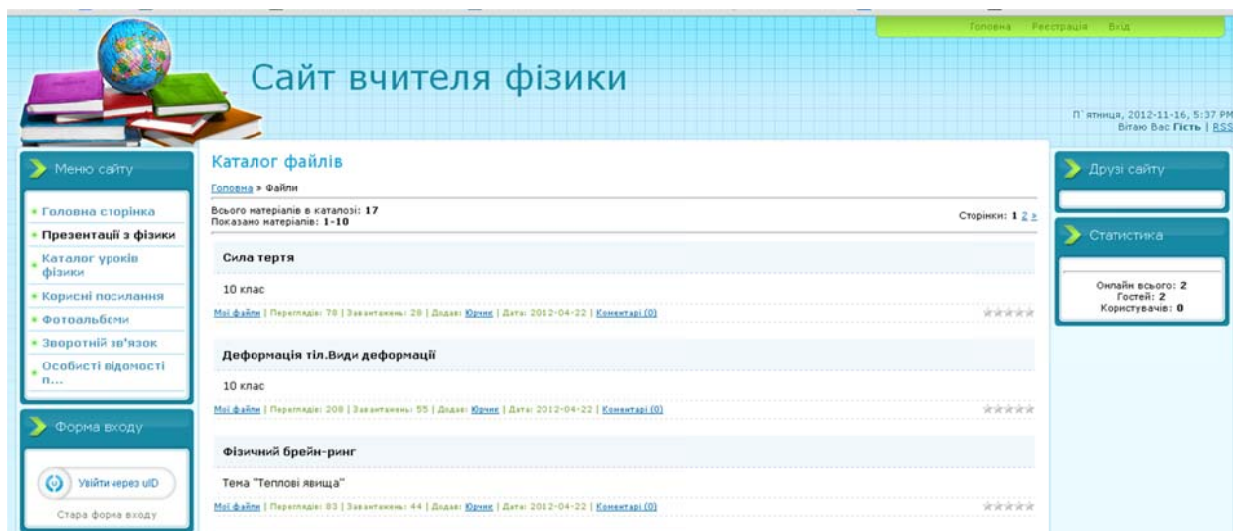 Головна Реєстрація Вхід
Сайт вчителя фізики
П`ятниця, 2012-11-16, 5:37 PM
Вітаю Вас Гість | RSS
Меню сайту
Головна сторінка
Презентації з фізики
Каталог уроків
фізики
Корисні посилання
Фотоальбоми
Зворотній зв'язок
Особисті відомості
п...
Форма входу
Увійти через uID
Стара форма входу
Каталог файлів
Головна » Файли
Всього матеріалів в каталозі: 17
Показано матеріалів: 1-10
Сторінки: 1 2 »
Сила тертя
10 клас
Мої файли | Переглядів: 78 | Завантажень: 28 | Додав: Юрчик | Дата: 2012-04-22 | Коментарі (0)
Деформація тіл.Види деформації
10 клас
Мої файли | Переглядів: 208 | Завантажень: 55 | Додав: Юрчик | Дата: 2012-04-22 | Коментарі (0)
Фізичний брейн-ринг
Тема "Теплові явища"
Мої файли | Переглядів: 83 | Завантажень: 44 | Додав: Юрчик | Дата: 2012-04-22 | Коментарі (0)
Друзі сайту
Статистика
Онлайн всього: 2
Гостей: 2
Користувачів: 0